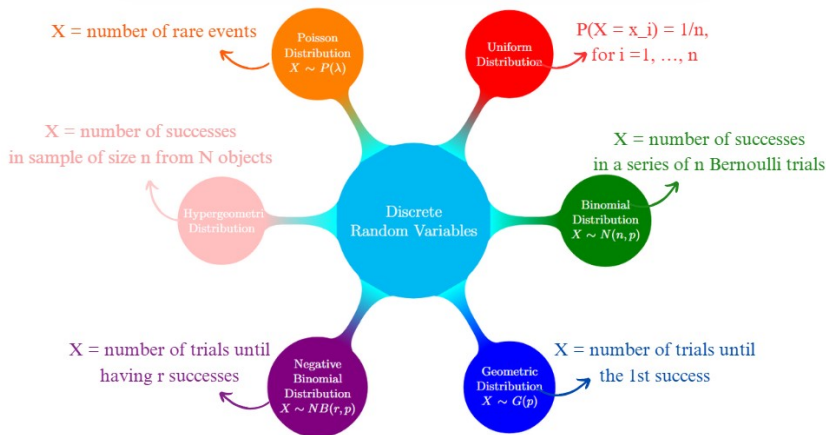 X = number of rare events
Poisson
Distribution
X ∼ P(λ)
Uniform
Distribution
P(X = x_i) = 1/n,
for i =1, …, n
X = number of successes
in sample of size n from N objects
Hypergeometri
Distribution
Discrete
Random Variables
X = number of successes
in a series of n Bernoulli trials
Binomial
Distribution
X ∼ N(n, p)
X = number of trials until
having r successes
Negative
Binomial
Distribution
X ∼ NB(r, p)
Geometric
Distribution
X ∼ G(p)
X = number of trials until
the 1st success